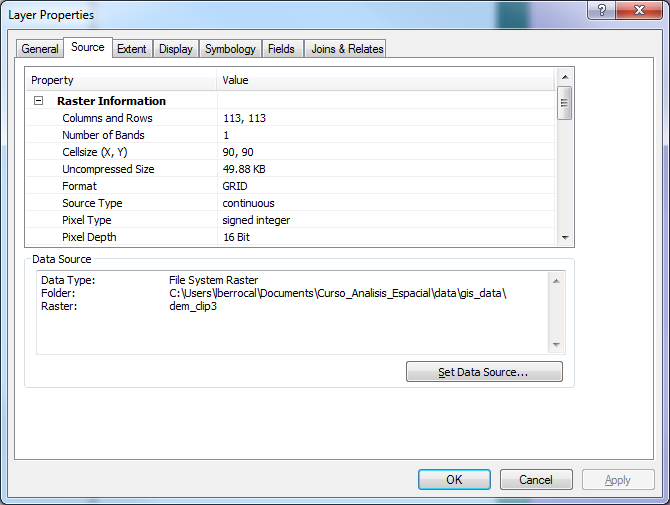 Layer Properties
General Source Extent Display Symbology Fields Joins & Relates
Property Value
Raster Information
Columns and Rows 113, 113
Number of Bands 1
Cellsize (X, Y) 90, 90
Uncompressed Size 49.88 KB
Format GRID
Source Type continuous
Pixel Type signed integer
Pixel Depth 16 Bit
Data Source
Data Type: File System Raster
Folder: C:\Users\lberrocal\Documents\Curso_Analisis_Espacial\data\gis_data\
Raster: dem_clip3
Set Data Source...
OK Cancel Apply